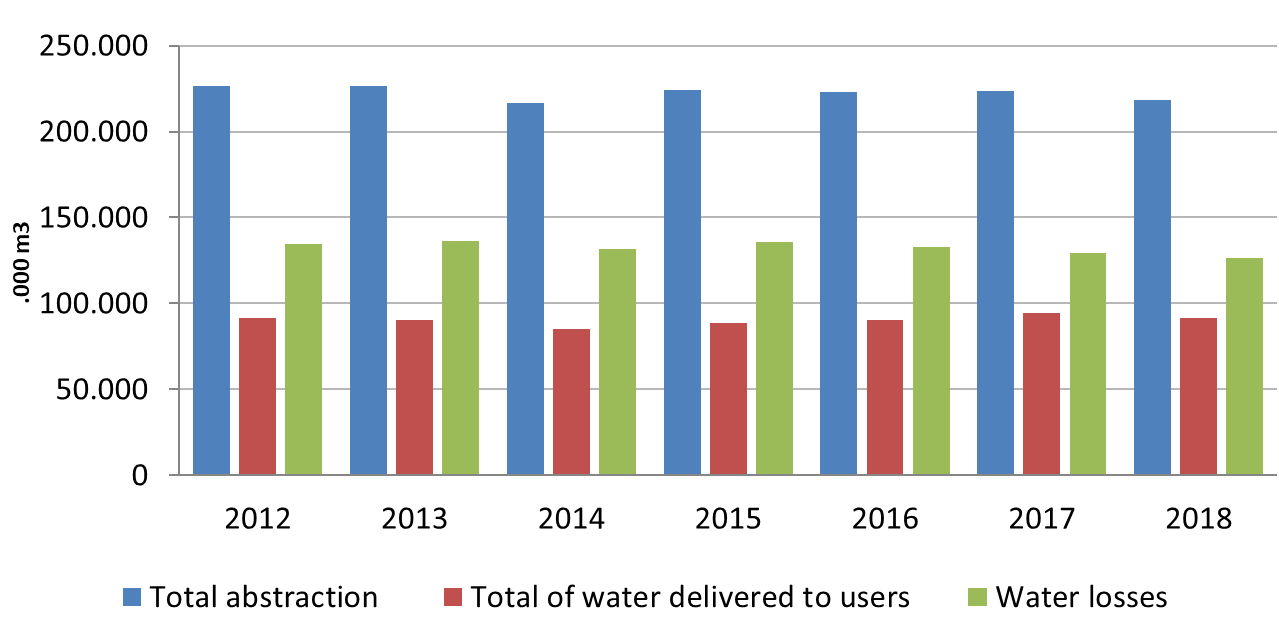 250.000
200.000
150.000
100.000
50.000
0
.000 m3
2012 2013 2014 2015 2016 2017 2018
Total abstraction Total of water delivered to users Water losses